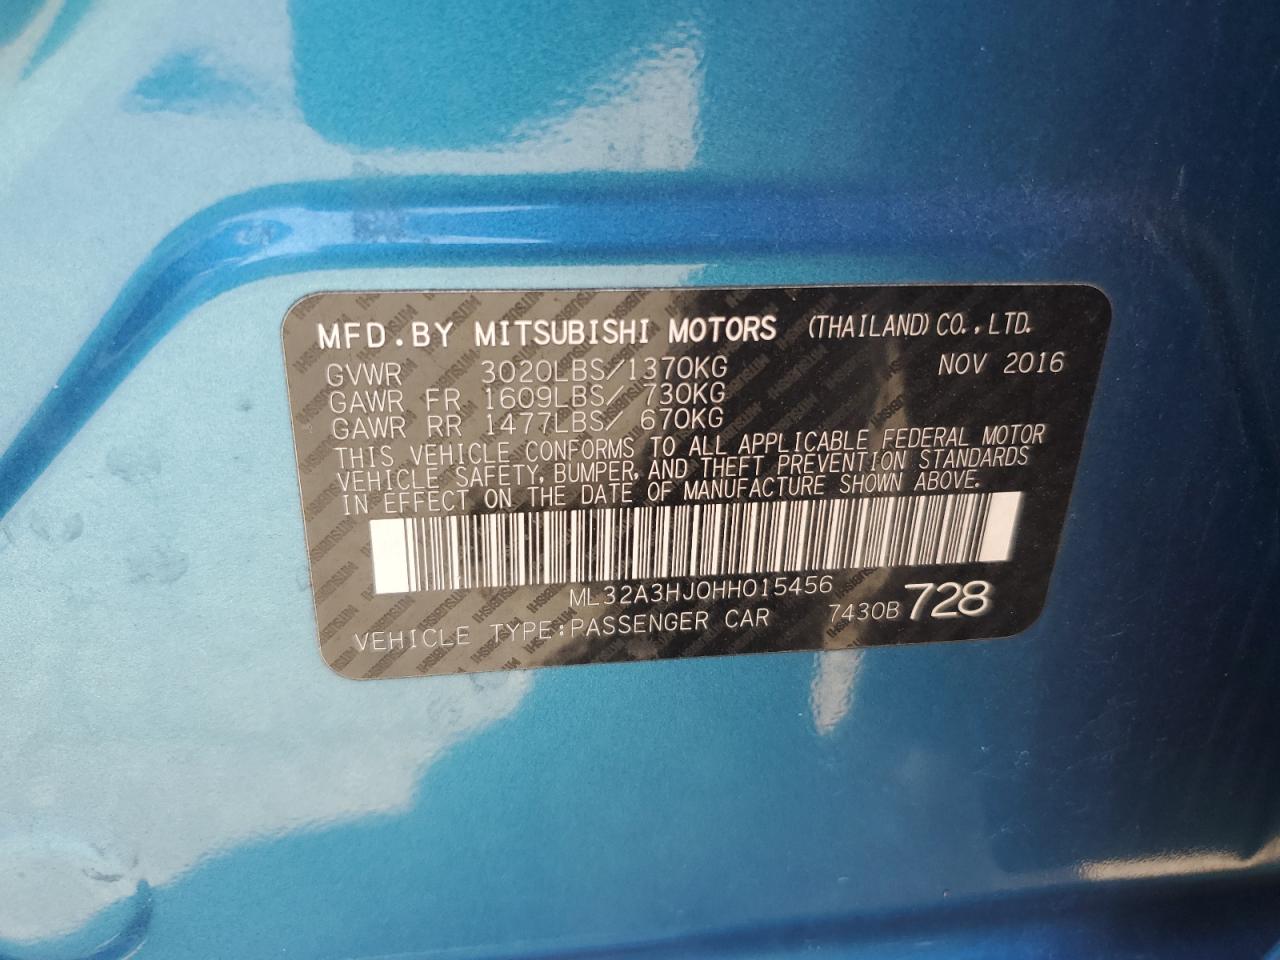 MFD.BY MITSUBISHI MOTORS (THAILAND) CO., LTD.
GVWR 3020LBS/1370KG NOV 2016
GAWR FR 1609LBS/ 730KG
GAWR RR 1477LBS/ 670KG
THIS VEHICLE CONFORMS TO ALL APPLICABLE FEDERAL MOTOR
VEHICLE SAFETY, BUMPER, AND THEFT PREVENTION STANDARDS
IN EFFECT ON THE DATE OF MANUFACTURE SHOWN ABOVE.
ML32A3HJ0HH015456
VEHICLE TYPE:PASSENGER CAR 7430B 728